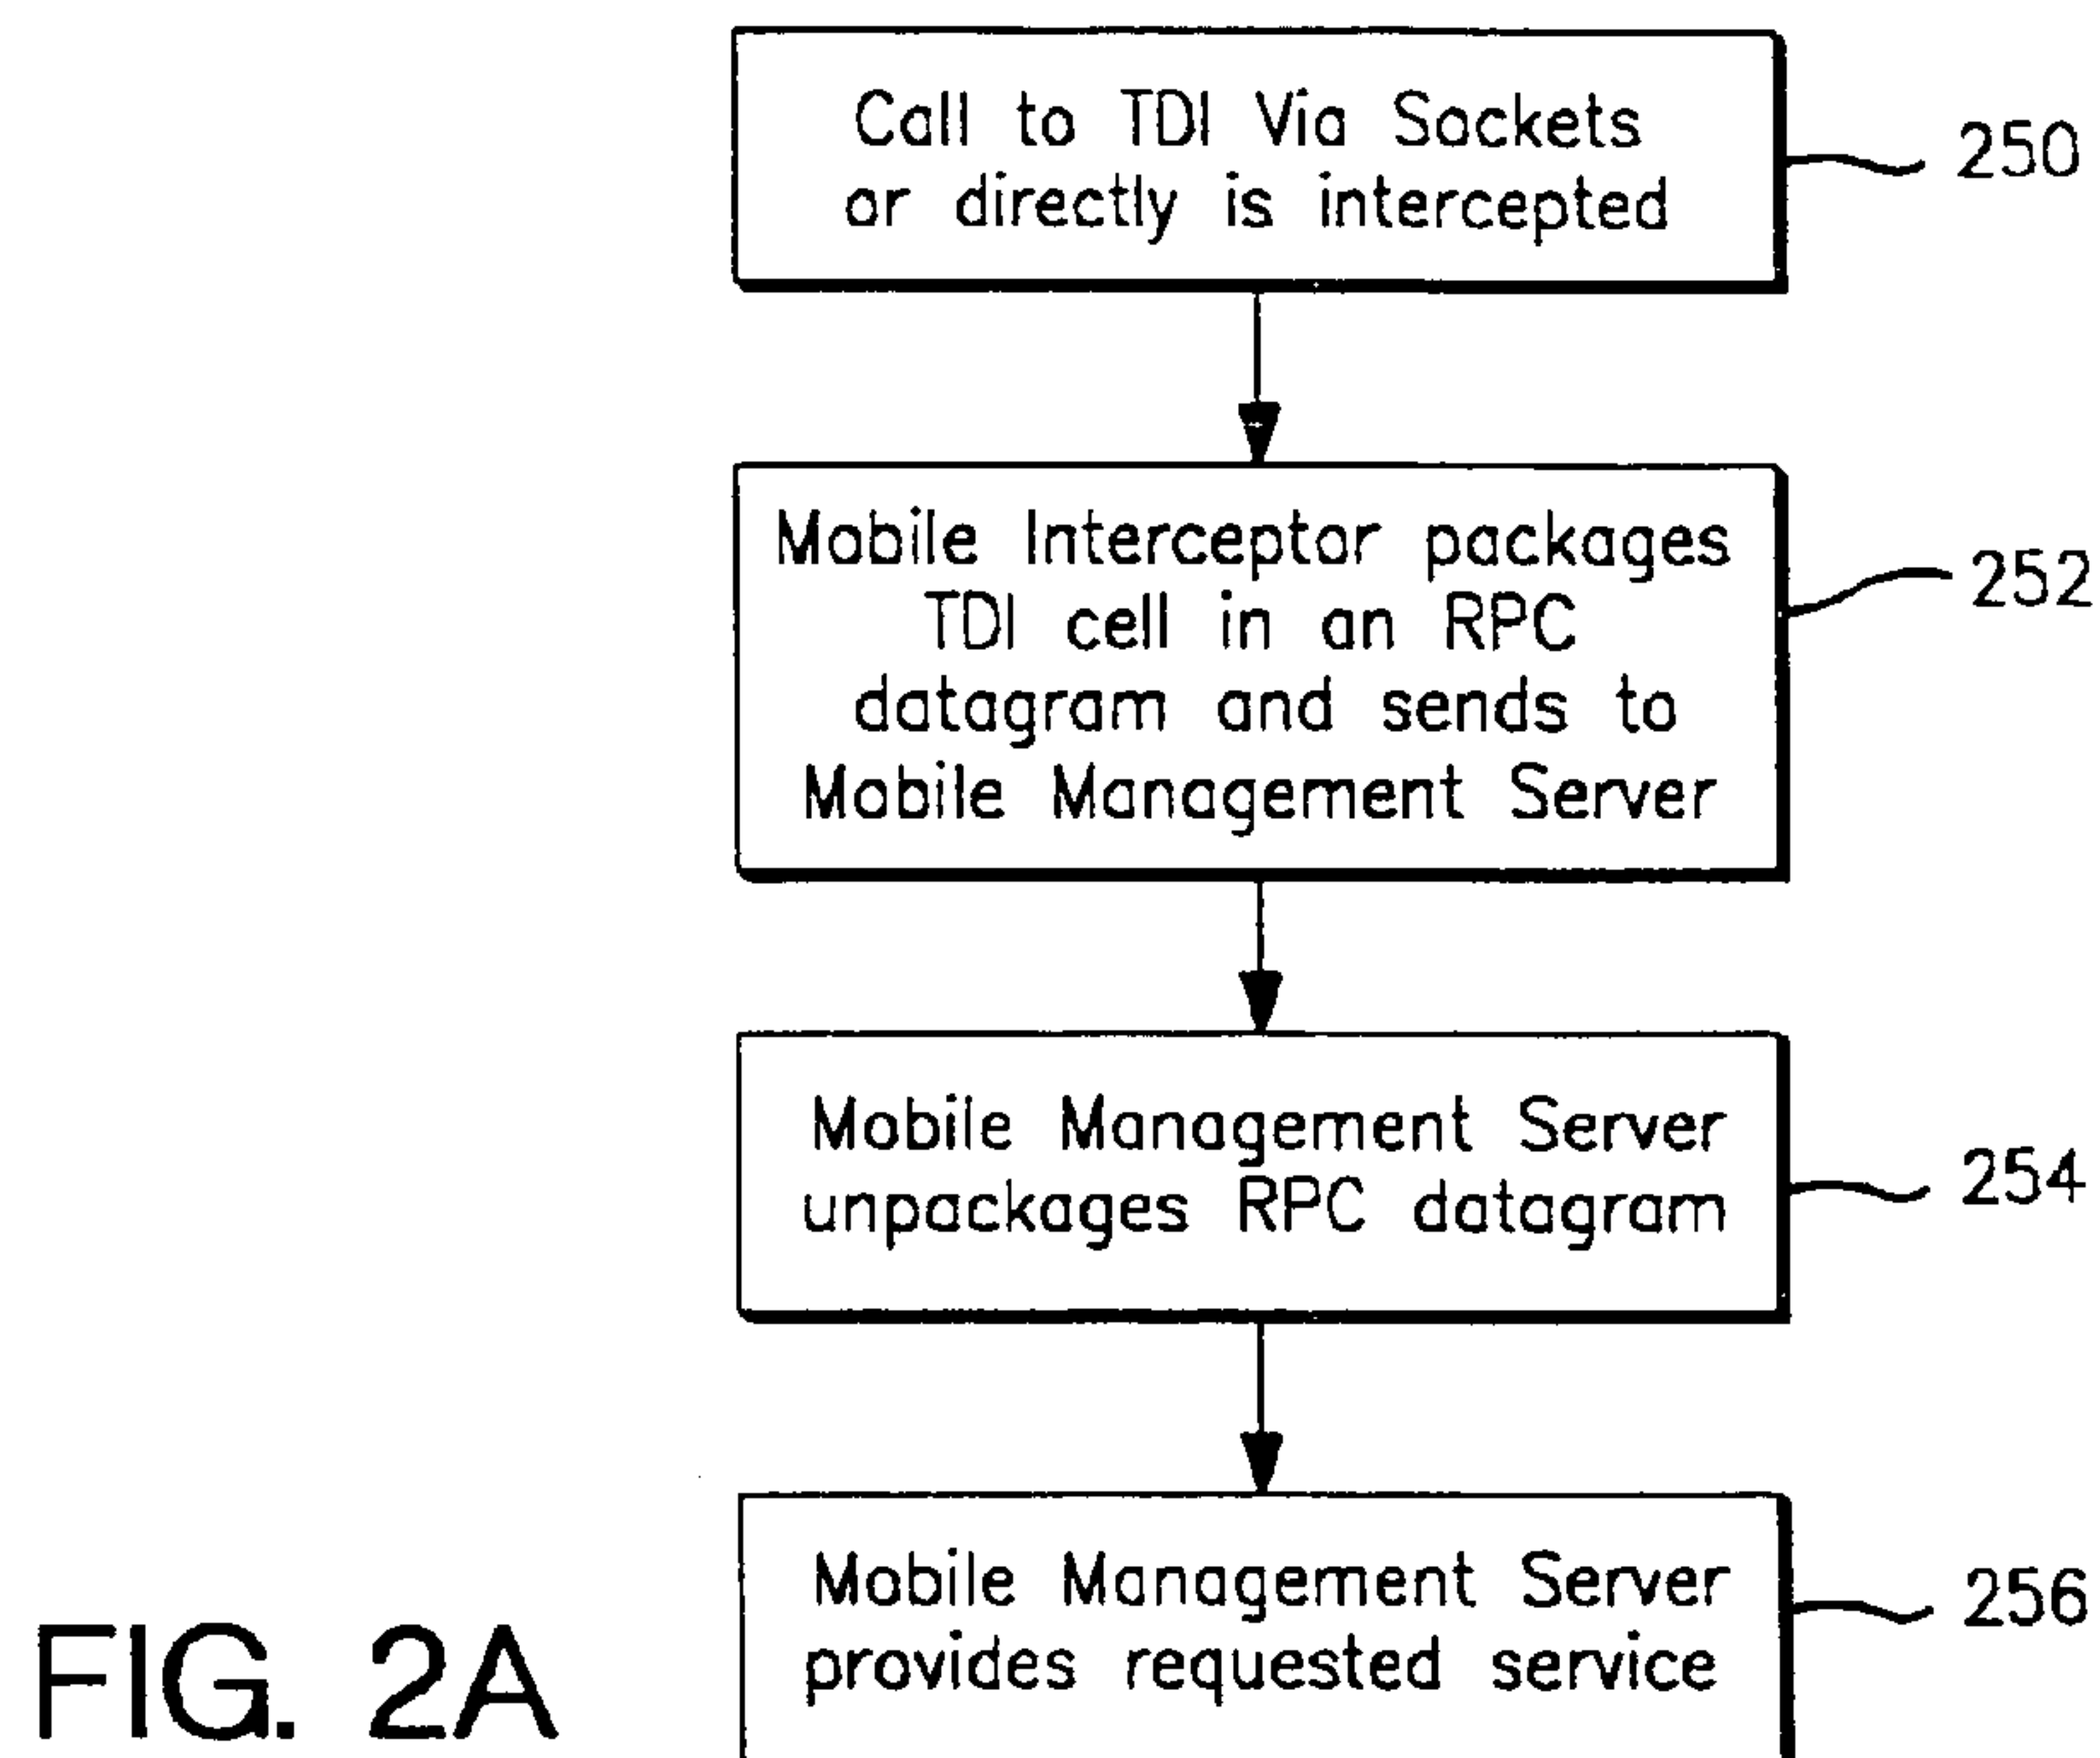 Call to TDI Via Sockets
or directly is intercepted
250
Mobile Interceptor packages
TDI cell in an RPC
datagram and sends to
Mobile Management Server
252
Mobile Management Server
unpackages RPC datagram
254
Mobile Management Server
provides requested service
256
FIG. 2A